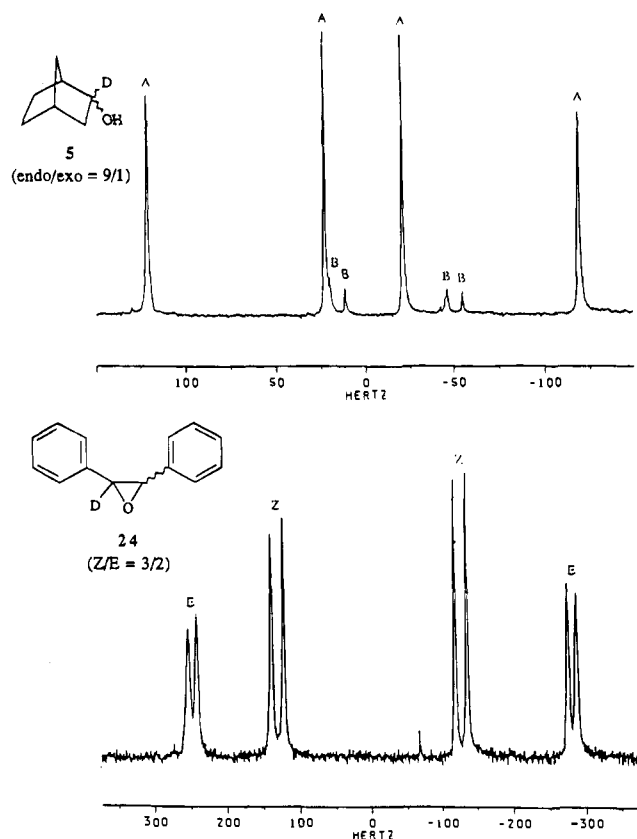 A
A
A
A
D
OH
5
(endo/exo = 9/1)
B
B
B
B
100
50
0
-50
-100
HERTZ
D
O
24
(Z/E = 3/2)
E
Z
Z
E
300
200
100
0
-100
-200
-300
HERTZ